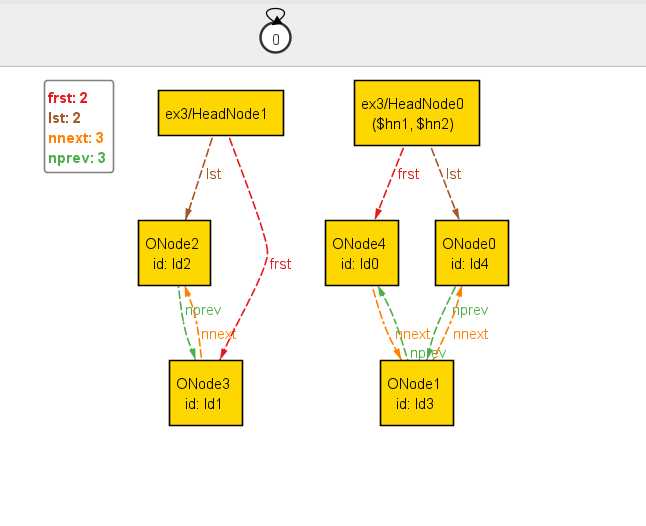 0
frst: 2
lst: 2
nnext: 3
nprev: 3
ex3/HeadNode1
ex3/HeadNode0
($hn1, $hn2)
lst
frst
lst
frst
ONode2
id: Id2
ONode4
id: Id0
ONode0
id: Id4
nprev
nnext
nnext
nprev
nprev
nnext
ONode3
id: Id1
ONode1
id: Id3